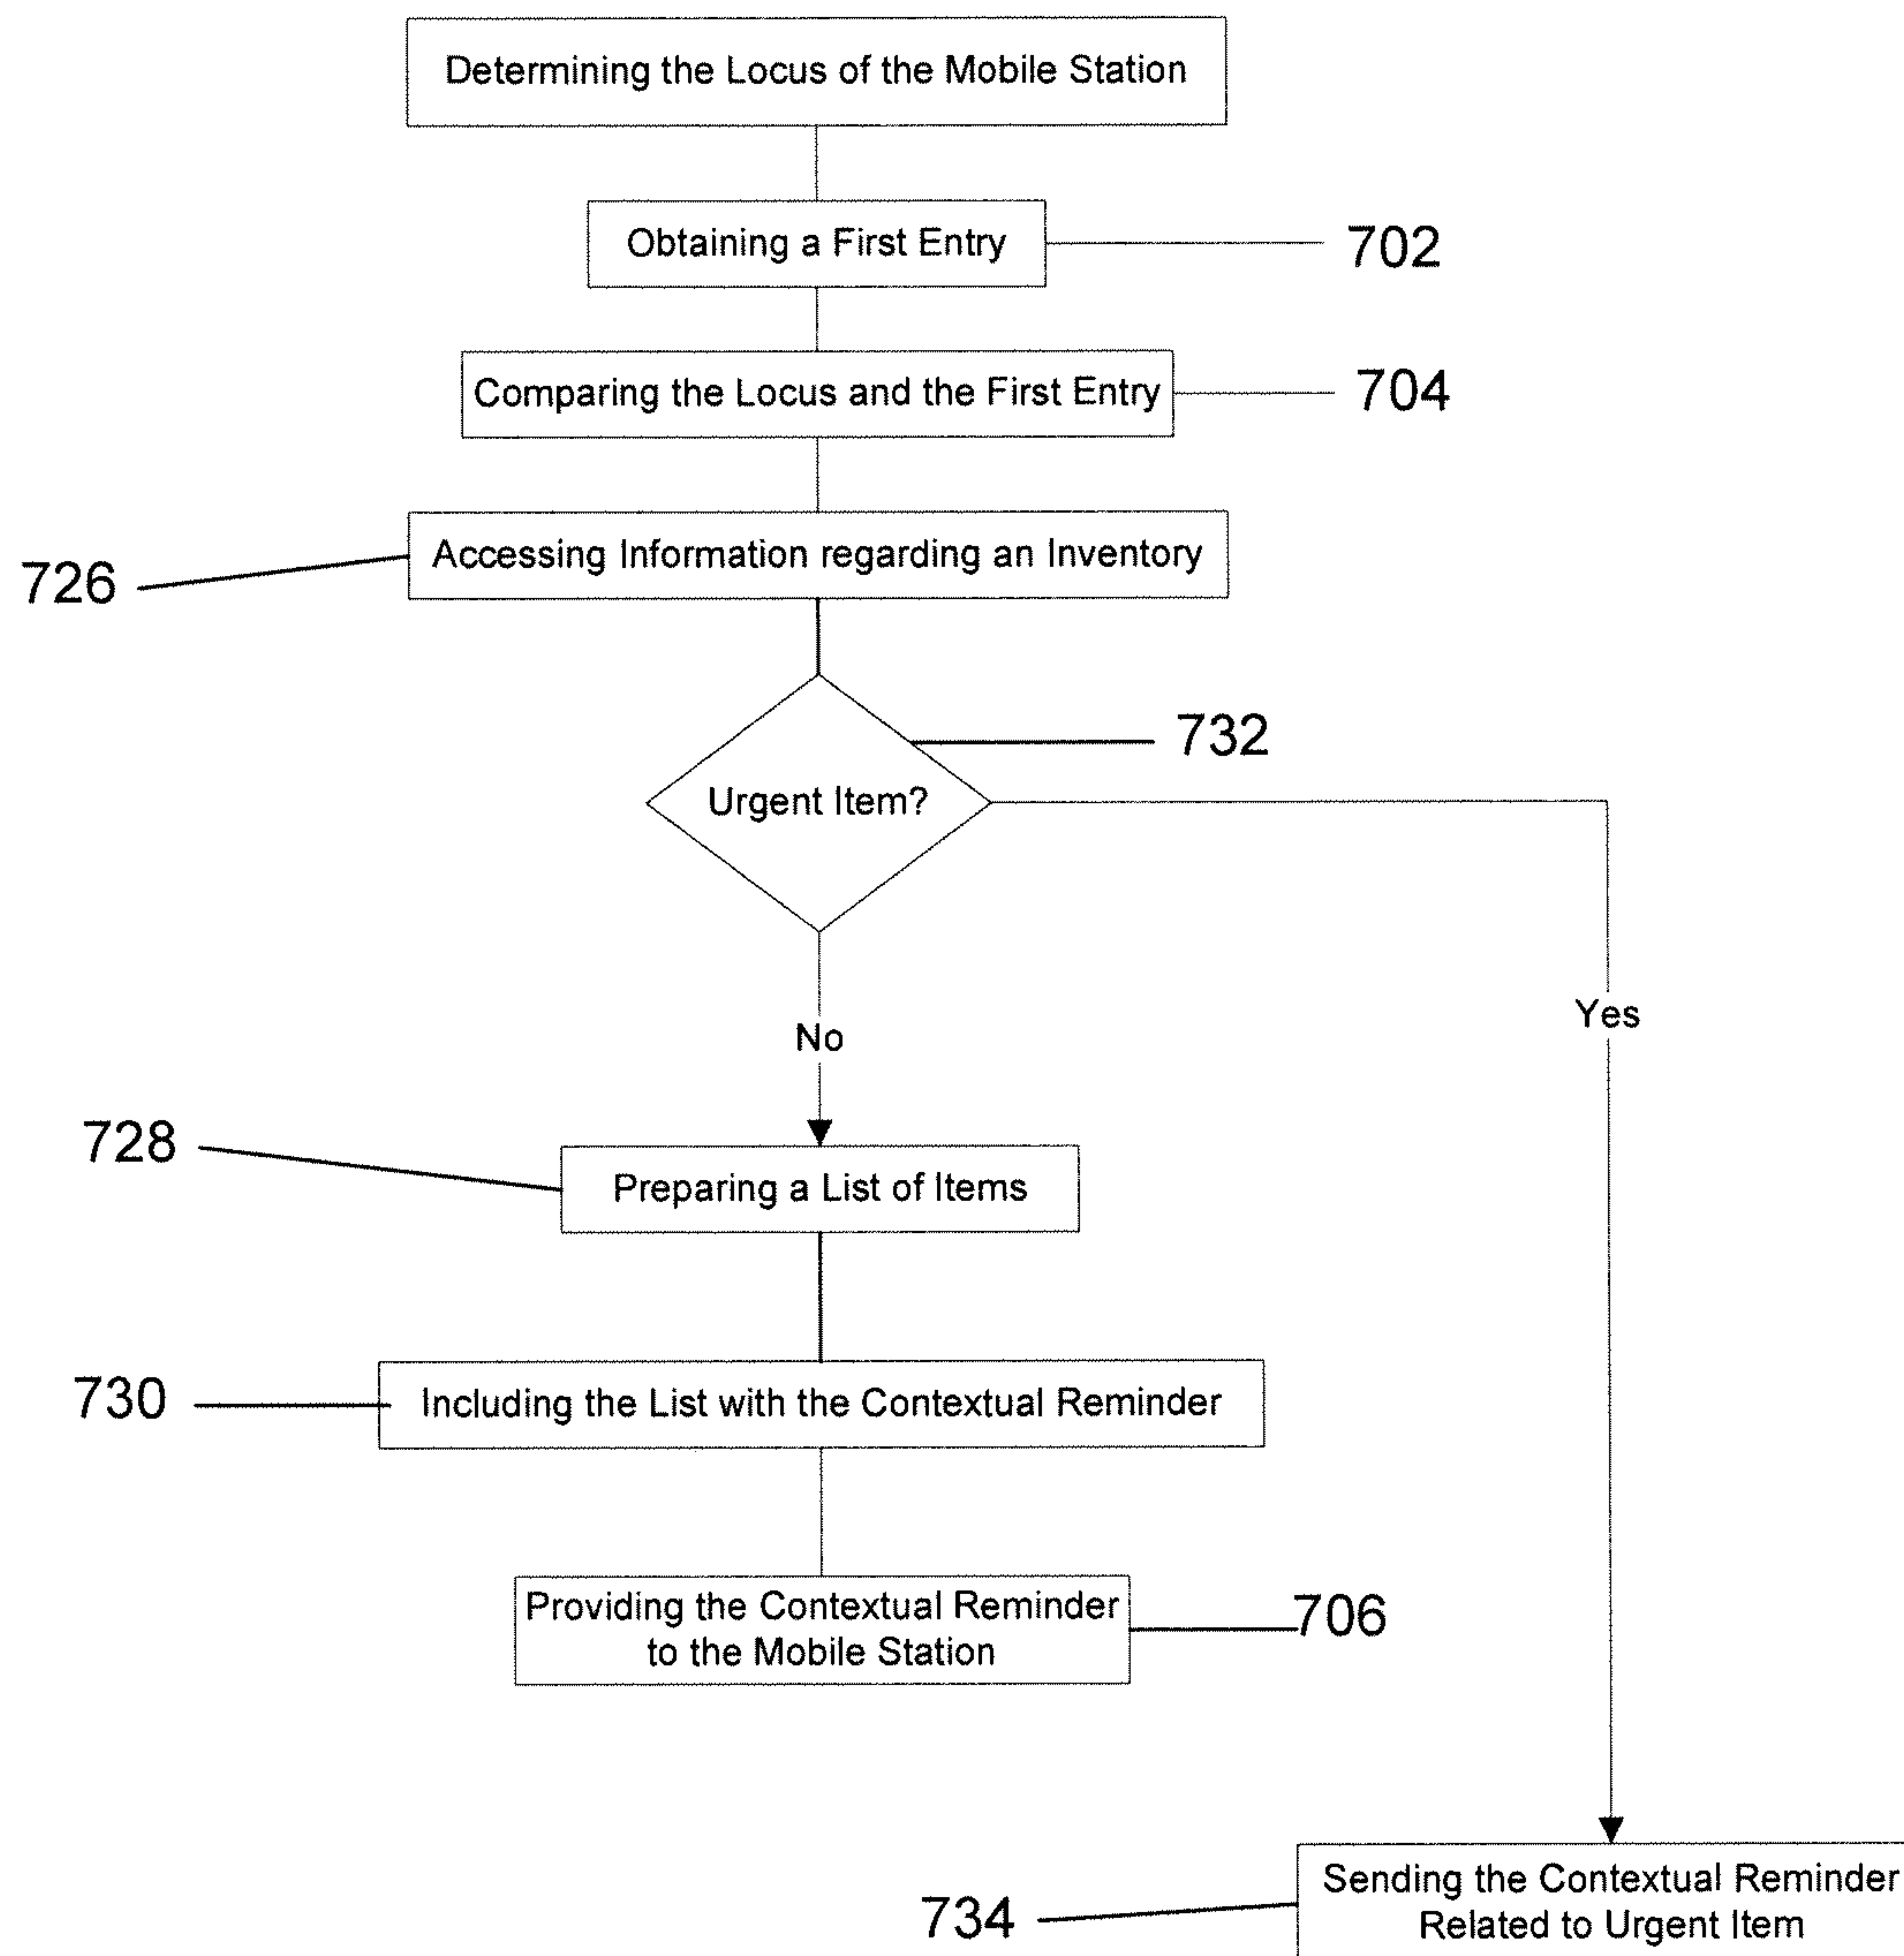 Determining the Locus of the Mobile Station
Obtaining a First Entry
702
Comparing the Locus and the First Entry
704
Accessing Information regarding an Inventory
726
732
Urgent Item?
Yes
No
728
Preparing a List of Items
730
Including the List with the Contextual Reminder
Providing the Contextual Reminder
to the Mobile Station
706
Sending the Contextual Reminder
Related to Urgent Item
734